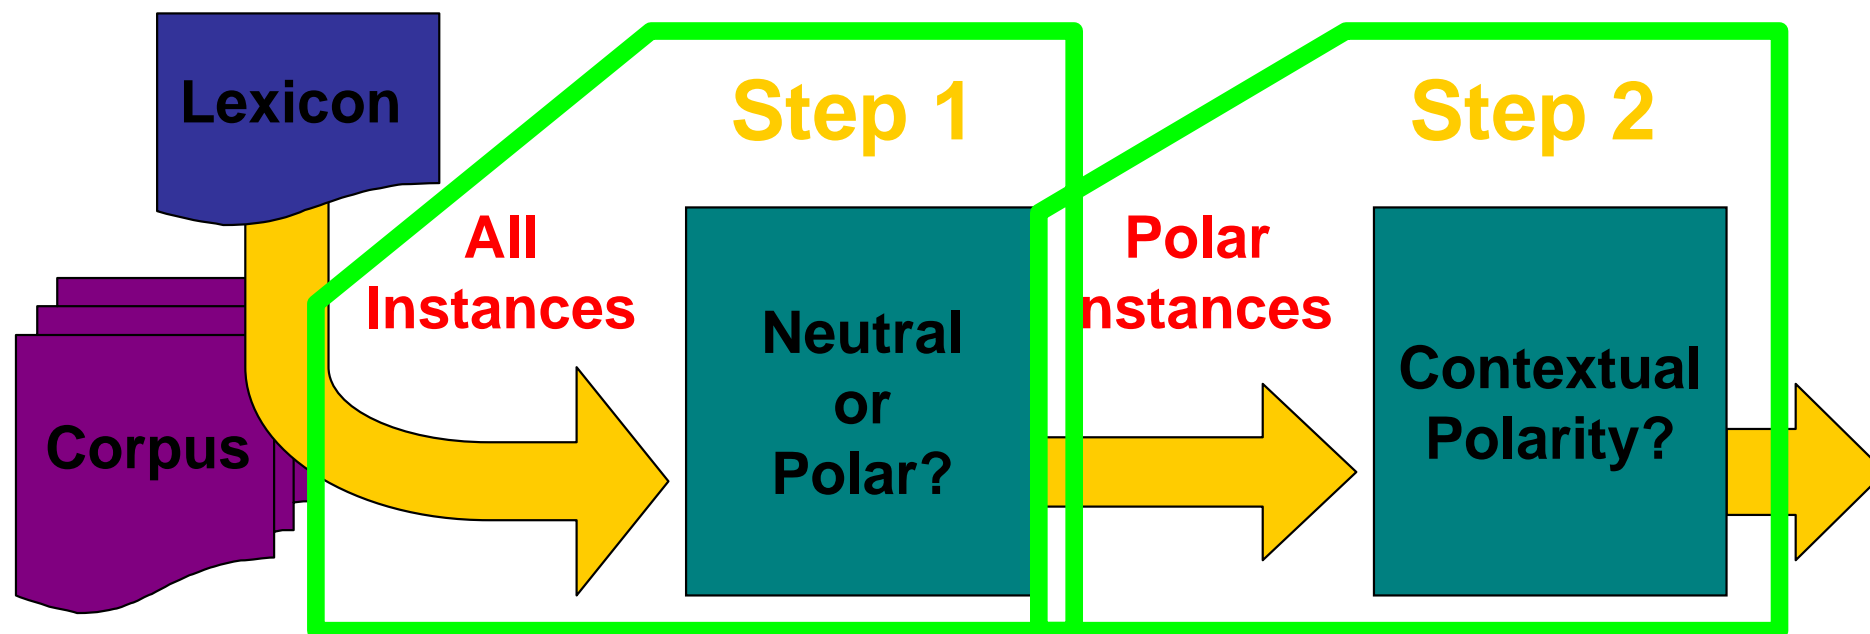 Lexicon
Step 1
Step 2
All
Instances
Polar
nstances
Neutral
or
Polar?
Contextual
Polarity?
Corpus